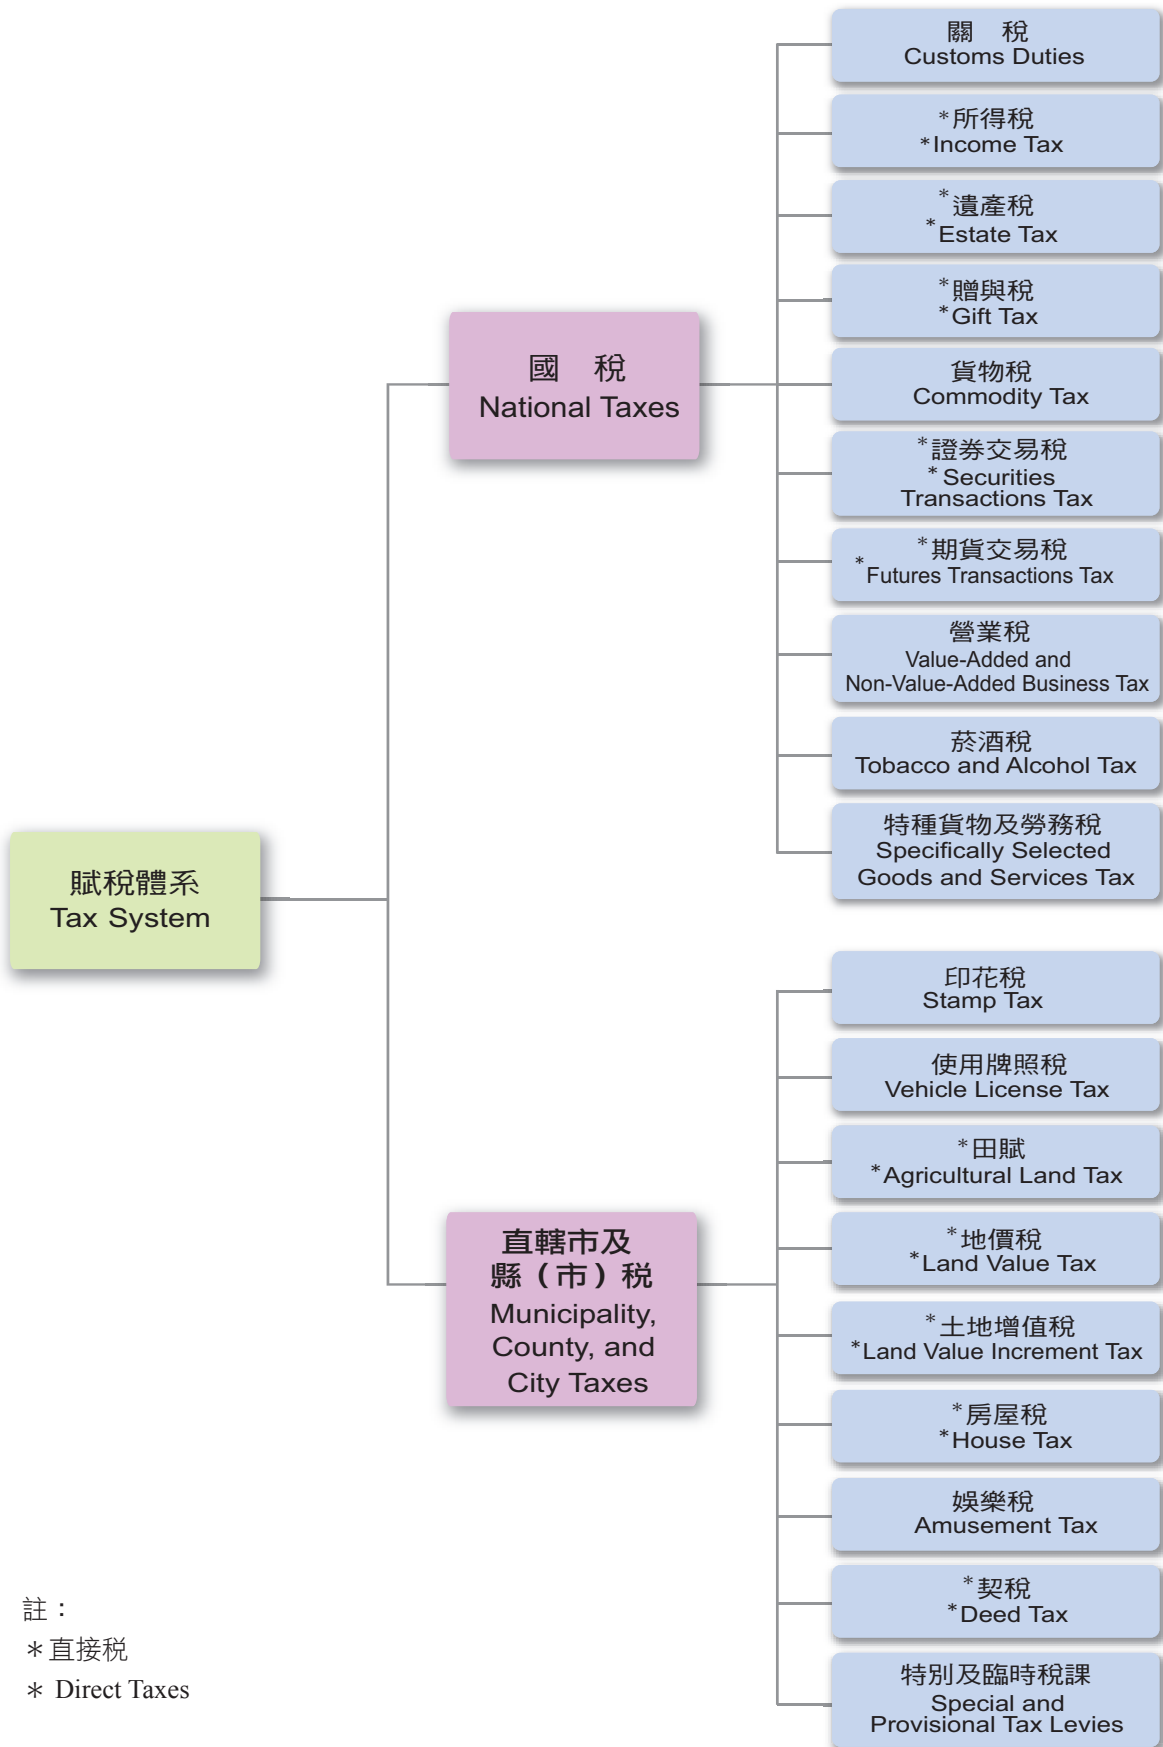 關 稅
Customs Duties
*所得稅
*Income Tax
*遺產稅
*Estate Tax
*贈與稅
*Gift Tax
國 稅
National Taxes
貨物稅
Commodity Tax
*證券交易稅
*Securities
Transactions Tax
*期貨交易稅
*Futures Transactions Tax
營業稅
Value-Added and
Non-Value-Added Business Tax
菸酒稅
Tobacco and Alcohol Tax
特種貨物及勞務稅
Specifically Selected
Goods and Services Tax
賦稅體系
Tax System
印花稅
Stamp Tax
使用牌照稅
Vehicle License Tax
*田賦
*Agricultural Land Tax
直轄市及
縣（市）稅
Municipality,
County, and
City Taxes
*地價稅
*Land Value Tax
*土地增值稅
*Land Value Increment Tax
*房屋稅
*House Tax
娛樂稅
Amusement Tax
*契稅
*Deed Tax
特別及臨時稅課
Special and
Provisional Tax Levies
註：
＊直接稅
＊ Direct Taxes